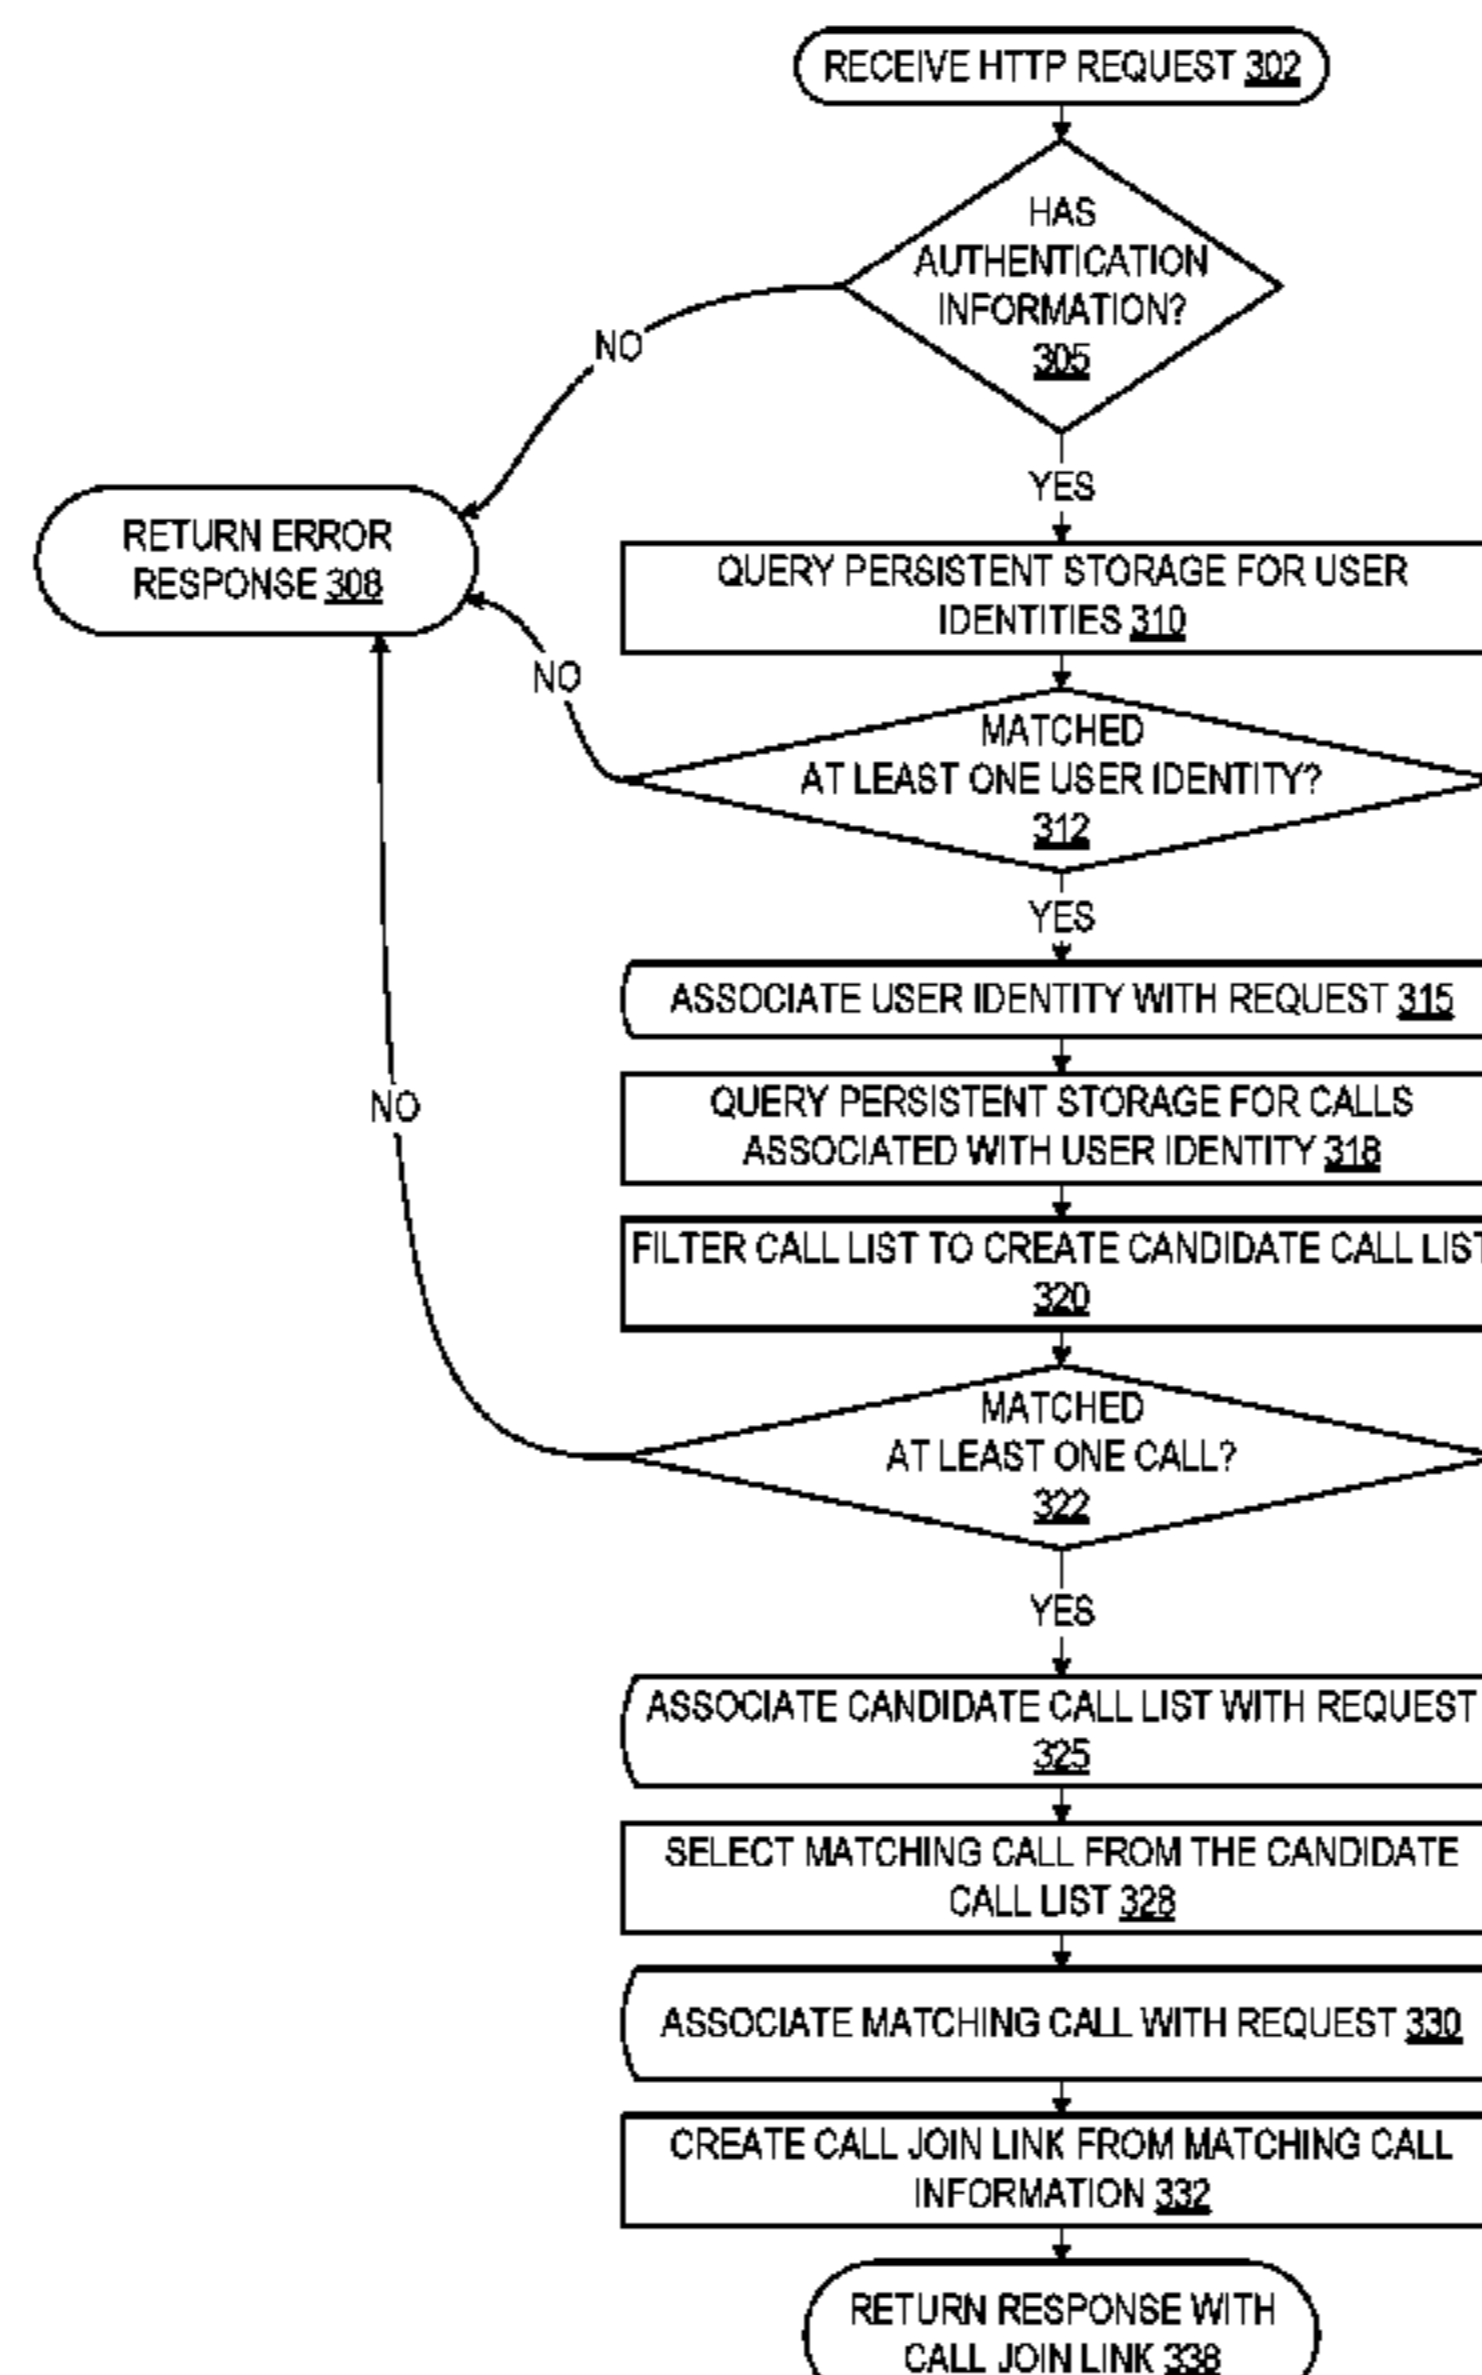 RECEIVE HTTP REQUEST 302
HAS
AUTHENTICATION
INFORMATION?
305
NO
YES
RETURN ERROR
RESPONSE 308
QUERY PERSISTENT STORAGE FOR USER
IDENTITIES 310
NO
MATCHED
AT LEAST ONE USER IDENTITY?
312
YES
ASSOCIATE USER IDENTITY WITH REQUEST 315
QUERY PERSISTENT STORAGE FOR CALLS
ASSOCIATED WITH USER IDENTITY 318
NO
FILTER CALL LIST TO CREATE CANDIDATE CALL LIST
320
MATCHED
AT LEAST ONE CALL?
322
YES
ASSOCIATE CANDIDATE CALL LIST WITH REQUEST
325
SELECT MATCHING CALL FROM THE CANDIDATE
CALL LIST 328
ASSOCIATE MATCHING CALL WITH REQUEST 330
CREATE CALL JOIN LINK FROM MATCHING CALL
INFORMATION 332
RETURN RESPONSE WITH
CALL JOIN LINK 338